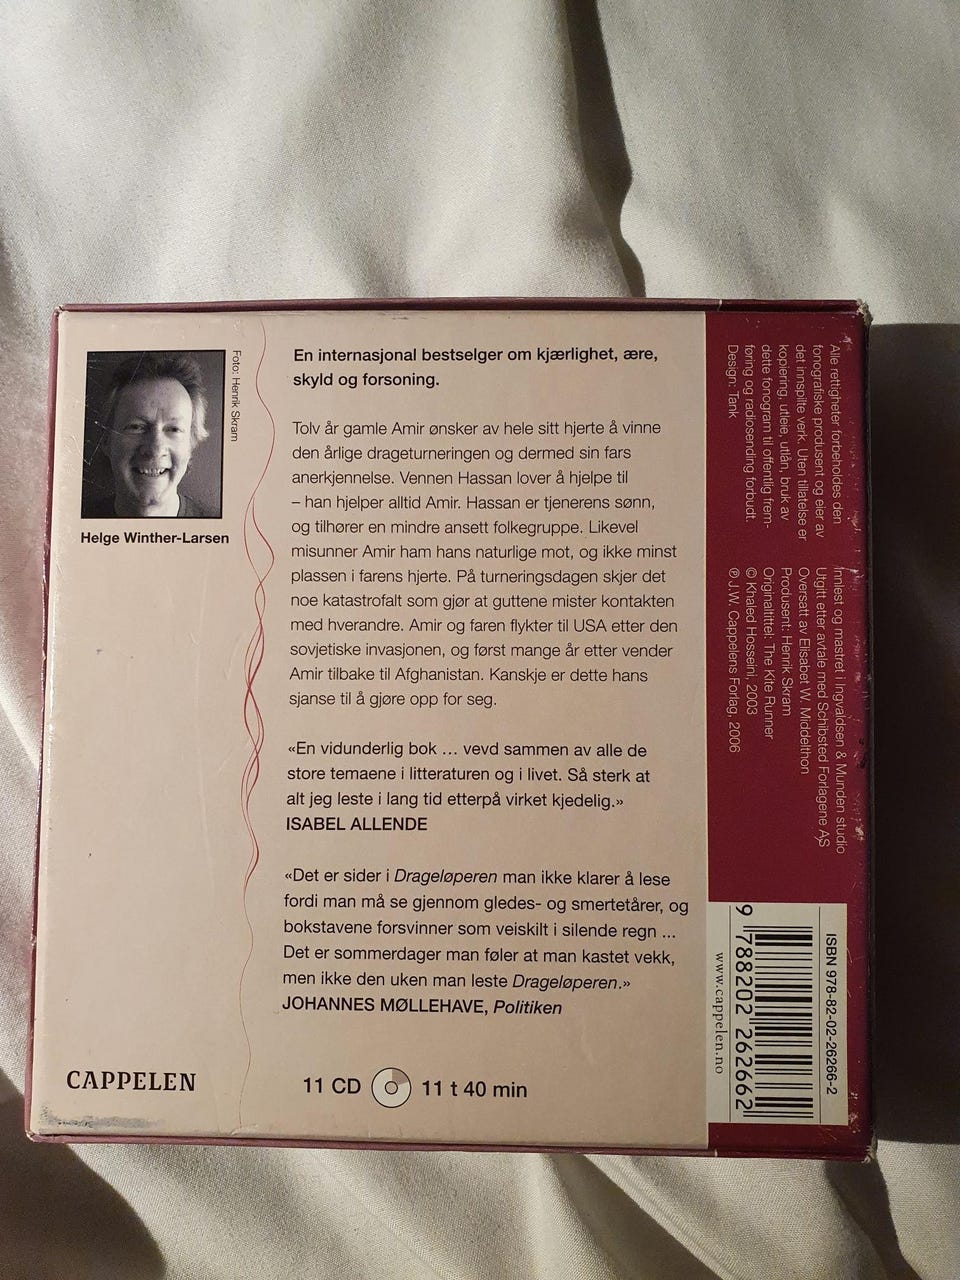 Foto: Henrik Skram
Helge Winther-Larsen
En internasjonal bestselger om kjærlighet, ære,
skyld og forsoning.
Tolv år gamle Amir ønsker av hele sitt hjerte å vinne
den årlige drageturneringen og dermed sin fars
anerkjennelse. Vennen Hassan lover å hjelpe til
– han hjelper alltid Amir. Hassan er tjenerens sønn,
og tilhører en mindre ansett folkegruppe. Likevel
misunner Amir ham hans naturlige mot, og ikke minst
plassen i farens hjerte. På turneringsdagen skjer det
noe katastrofalt som gjør at guttene mister kontakten
med hverandre. Amir og faren flykter til USA etter den
sovjetiske invasjonen, og først mange år etter vender
Amir tilbake til Afghanistan. Kanskje er dette hans
sjanse til å gjøre opp for seg.
«En vidunderlig bok ... vevd sammen av alle de
store temaene i litteraturen og i livet. Så sterk at
alt jeg leste i lang tid etterpå virket kjedelig.»
ISABEL ALLENDE
«Det er sider i Drageløperen man ikke klarer å lese
fordi man må se gjennom gledes- og smertetårer, og
bokstavene forsvinner som veiskilt i silende regn ...
Det er sommerdager man føler at man kastet vekk,
men ikke den uken man leste Drageløperen.»
JOHANNES MØLLEHAVE, Politiken
CAPPELEN
11 CD
11 t 40 min
Alle rettigheter forbeholdes den
fonografiske produsent og eier av
det innspilte verk. Uten tillatelse er
kopiering, utleie, utlån, bruk av
dette fonogram til offentlig frem-
føring og radiosending forbudt.
Design: Tank
Innlest og mastret i Ingvaldsen & Munden studio
Utgitt etter avtale med Schibsted Forlagene AS
Oversatt av Elisabet W. Middelthon
Produsent: Henrik Skram
Originaltittel: The Kite Runner
© Khaled Hosseini, 2003
℗ J.W. Cappelens Forlag, 2006
ISBN 978-82-02-26266-2
9 788202 262662
www.cappelen.no